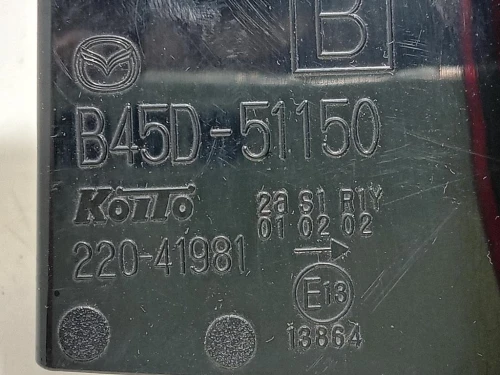 B
B45D-51150
KOITO 2a S1 R1Y
01 02 02
220-41981
E13
13864